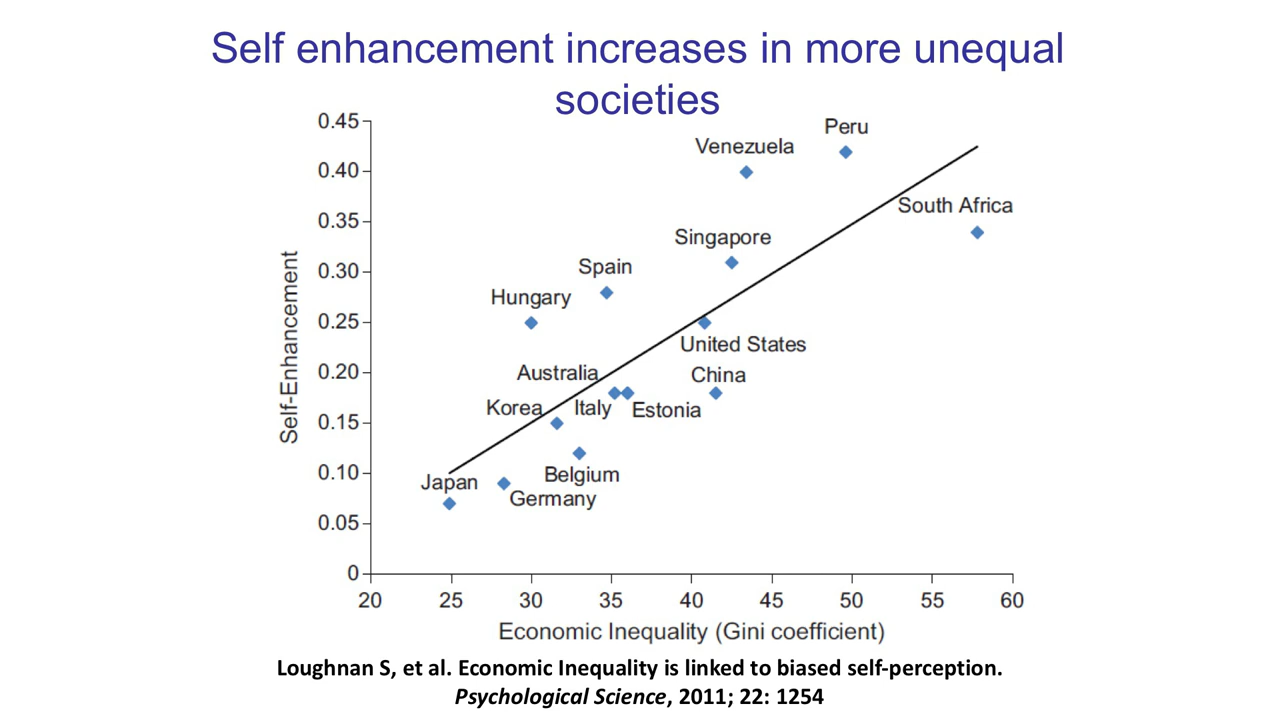 Self enhancement increases in more unequal
societies
0.45
0.40
0.35
0.30
0.25
0.20
0.15
0.10
0.05
0
Self-Enhancement
Peru
Venezuela
South Africa
Singapore
Spain
Hungary
United States
Australia
China
Korea
Italy
Estonia
Belgium
Japan
Germany
20 25 30 35 40 45 50 55 60
Economic Inequality (Gini coefficient)
Loughnan S, et al. Economic Inequality is linked to biased self-perception.
Psychological Science, 2011; 22: 1254